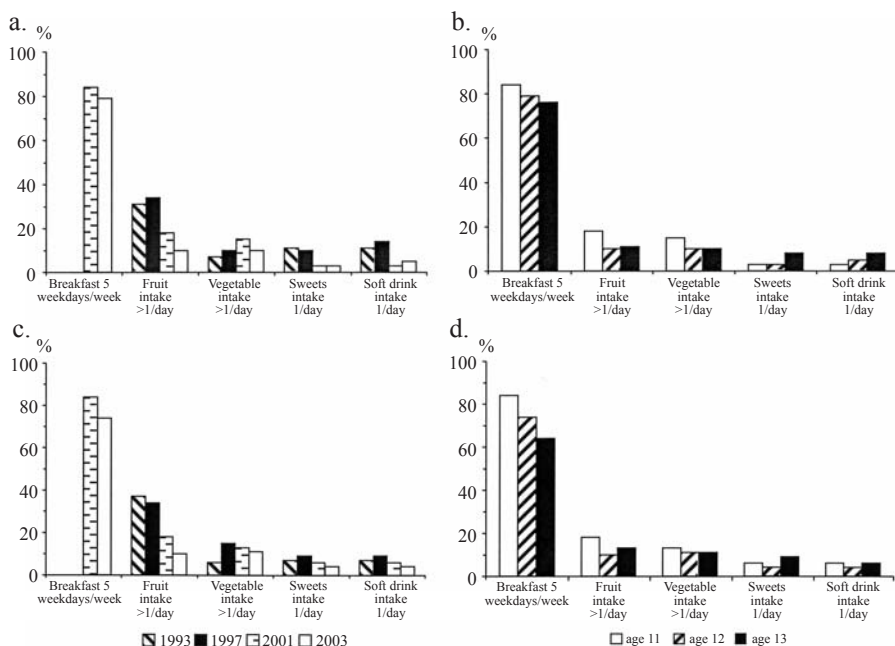 a.
%
100
80
60
40
20
0
Breakfast 5
weekdays/week
Fruit
intake
>1/day
Vegetable
intake
>1/day
Sweets
intake
1/day
Soft drink
intake
1/day
b.
%
100
80
60
40
20
0
Breakfast 5
weekdays/week
Fruit
intake
>1/day
Vegetable
intake
>1/day
Sweets
intake
1/day
Soft drink
intake
1/day
c.
%
100
80
60
40
20
0
Breakfast 5
weekdays/week
Fruit
intake
>1/day
Vegetable
intake
>1/day
Sweets
intake
1/day
Soft drink
intake
1/day
1993 1997 2001 2003
d.
%
100
80
60
40
20
0
Breakfast 5
weekdays/week
Fruit
intake
>1/day
Vegetable
intake
>1/day
Sweets
intake
1/day
Soft drink
intake
1/day
age 11 age 12 age 13